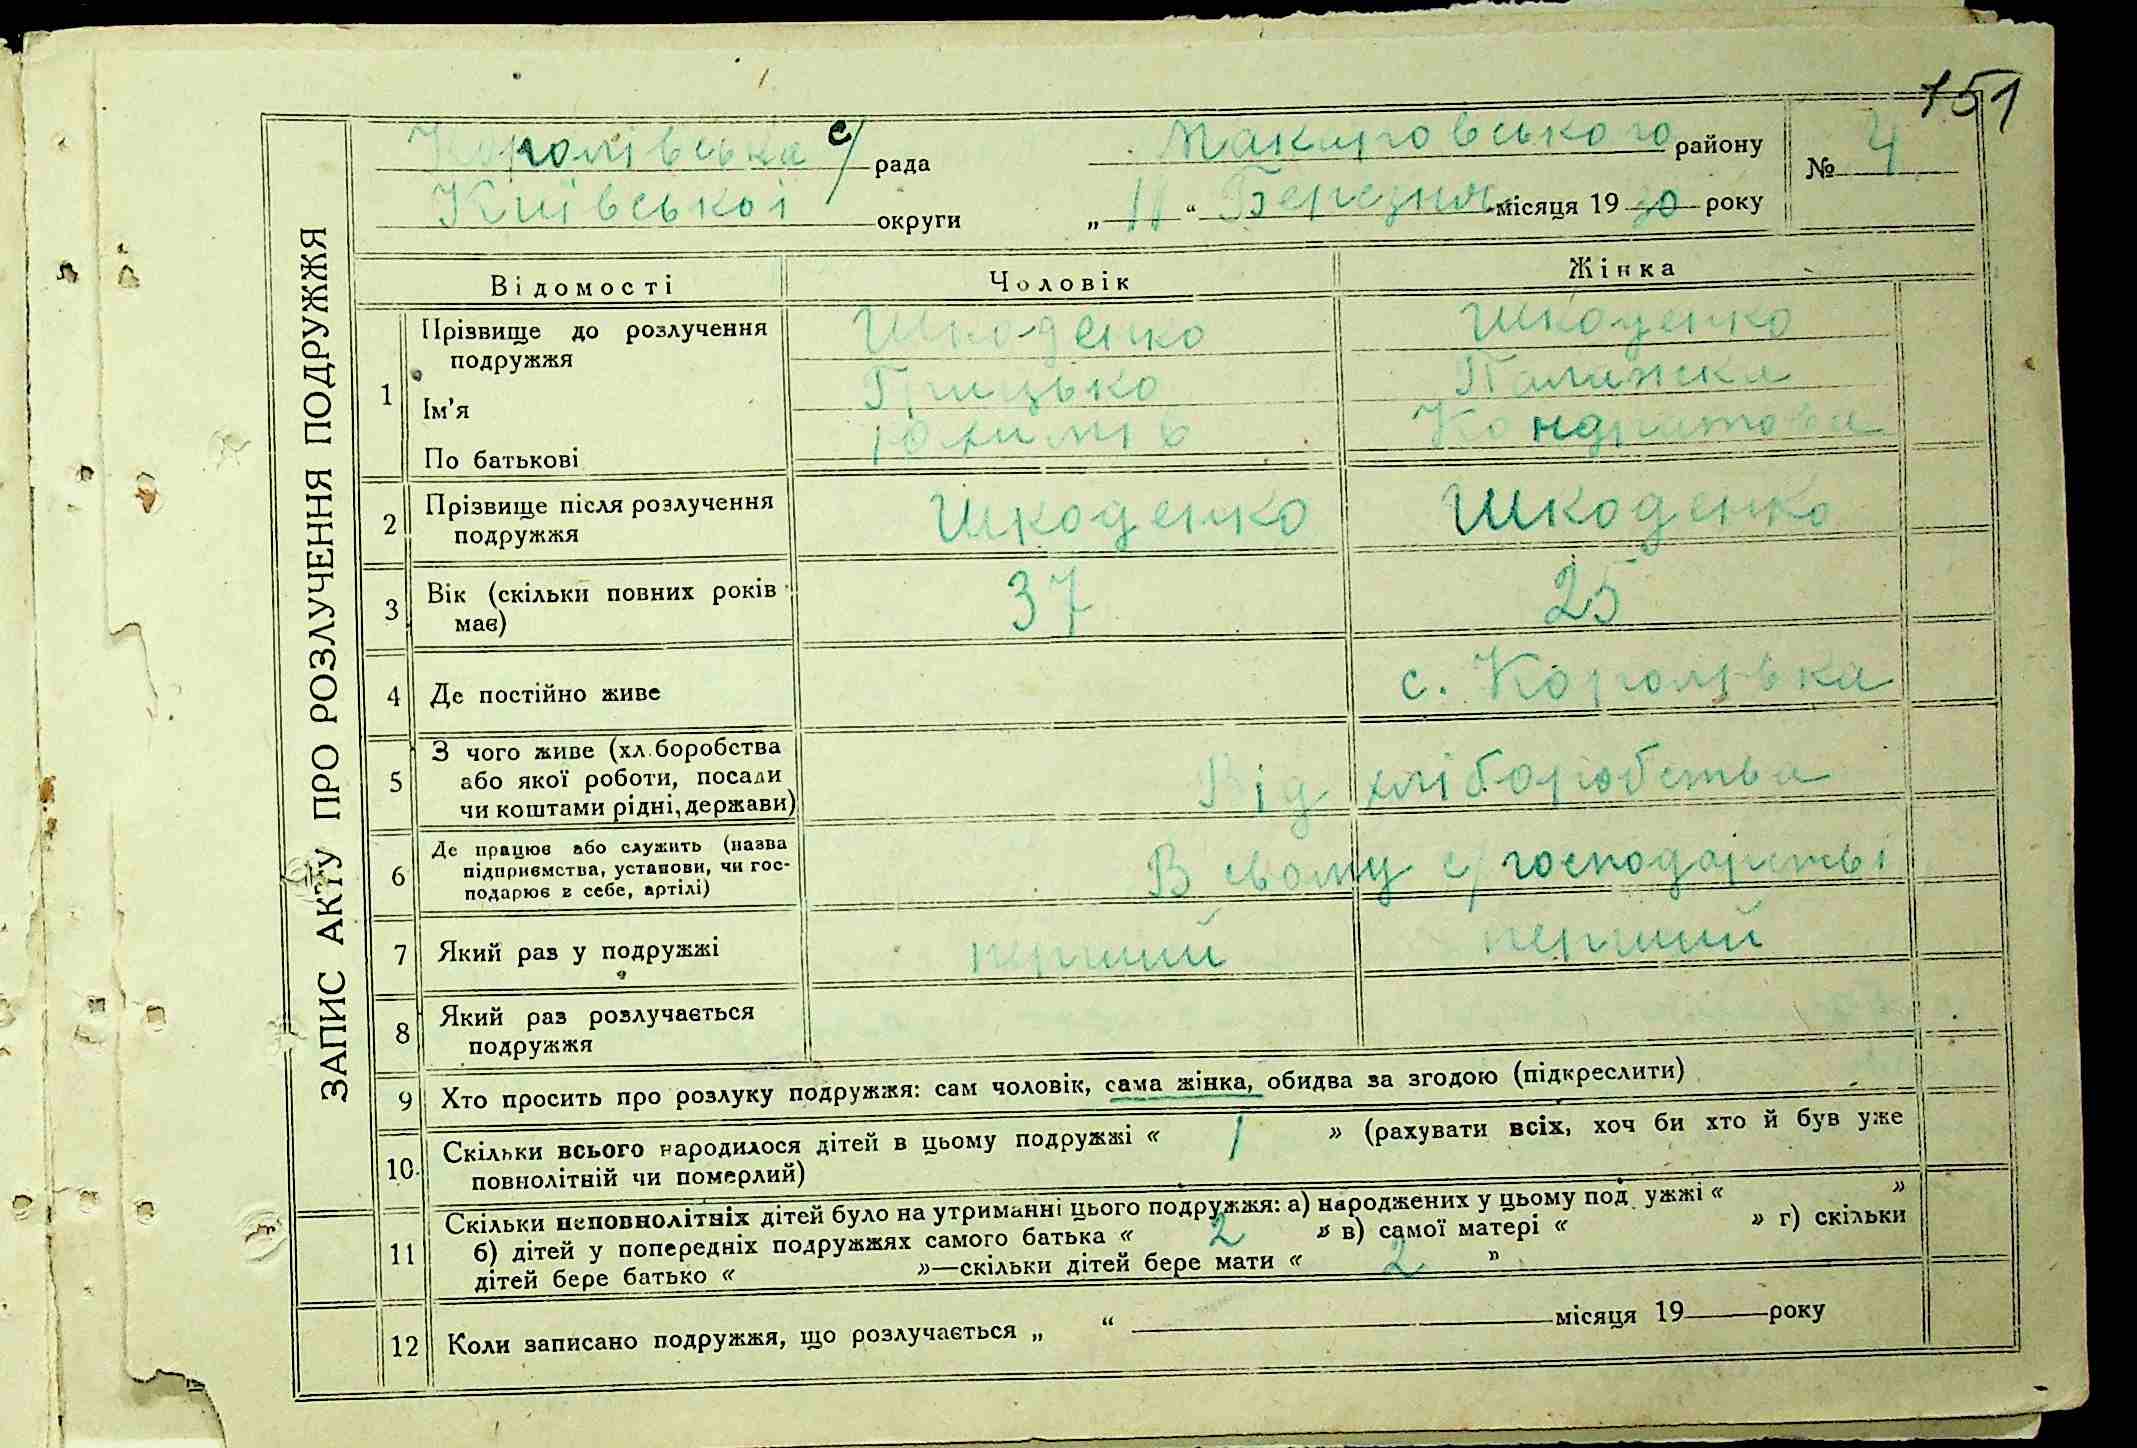 151
Королівська с/ рада Макарівського району № 4
Київської округи „ 11 “ Березня місяця 19 30 року
ЗАПИС АКТУ ПРО РОЗЛУЧЕННЯ ПОДРУЖЖЯ
Відомості Чоловік Жінка
1 Прізвище до розлучення Шкоденко Шкоденко
подружжя
Ім’я Грицько Палажска
По батькові Юхимів Кондратова
2 Прізвище після розлучення Шкоденко Шкоденко
подружжя
3 Вік (скільки повних років 37 25
має)
4 Де постійно живе с. Королівка
5 З чого живе (хл.боробства
або якої роботи, посади Від хліборобства
чи коштами рідні, держави)
6 Де працює або служить (назва
підприємства, установи, чи гос- В свому с/господарстві
подарює в себе, артілі)
7 Який раз у подружжі перший перший
8 Який раз розлучається
подружжя
9 Хто просить про розлуку подружжя: сам чоловік, сама жінка, обидва за згодою (підкреслити)
10 Скільки всього народилося дітей в цьому подружжі « 1 » (рахувати всіх, хоч би хто й був уже
повнолітній чи померлий)
11 Скільки неповнолітніх дітей було на утриманні цього подружжя: а) народжених у цьому под ужжі « »
б) дітей у попередніх подружжях самого батька « 2 » в) самої матері « » г) скільки
дітей бере батько « »—скільки дітей бере мати « 2 »
12 Коли записано подружжя, що розлучається „ “ місяця 19 року